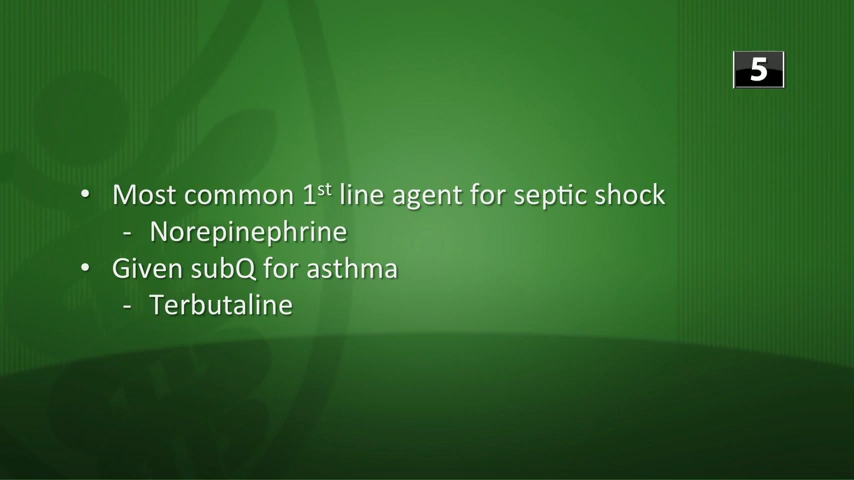 5
• Most common 1st line agent for septic shock
- Norepinephrine
• Given subQ for asthma
- Terbutaline